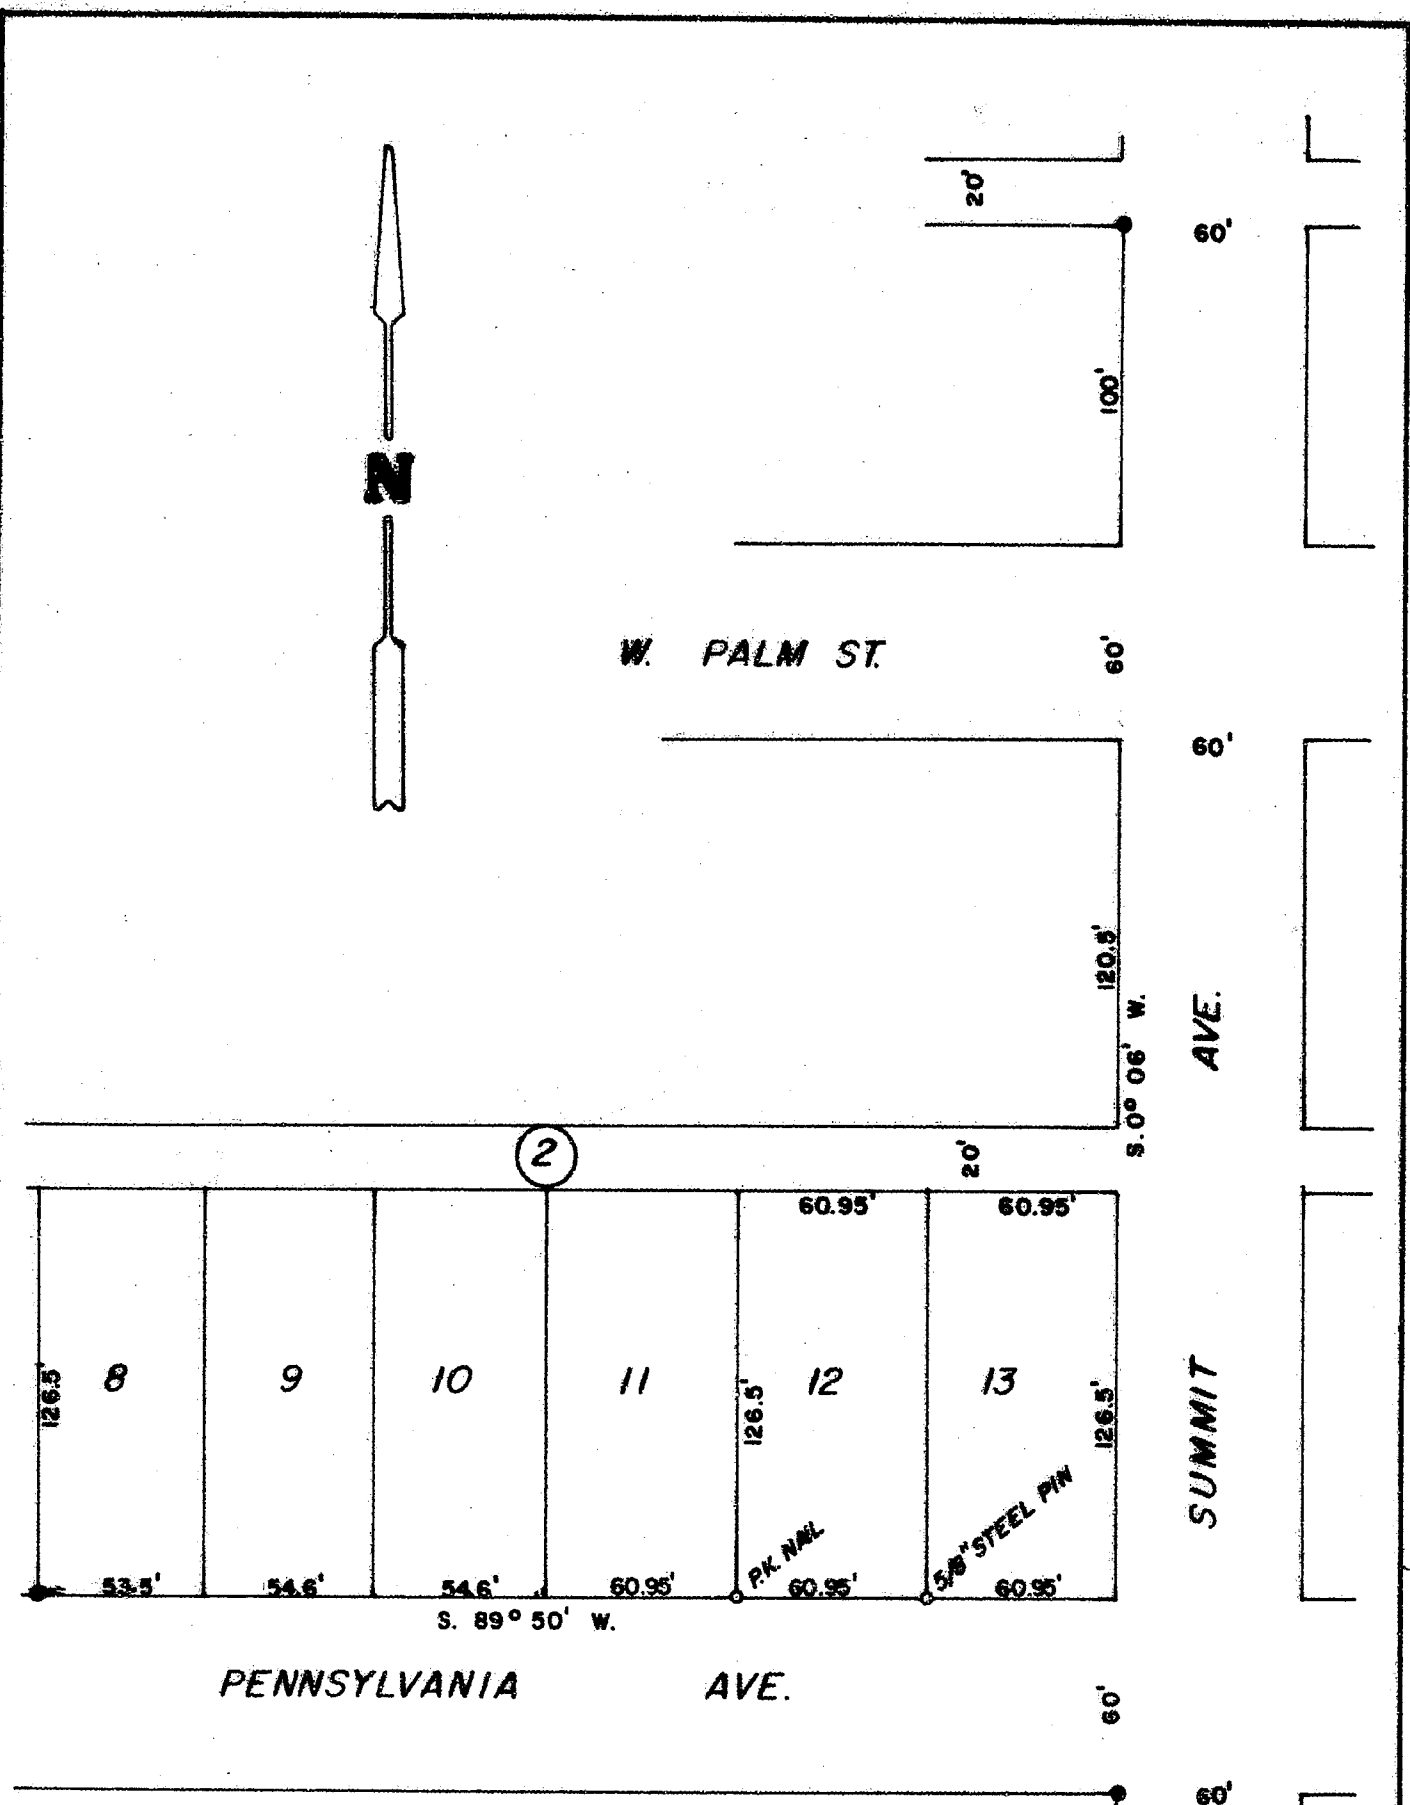 20'
60'
100'
N
W. PALM ST.
60'
60'
120.5'
S. 0° 06' W.
SUMMIT AVE.
2
20'
60.95' 60.95'
126.5' 8 9 10 11 126.5' 12 13 126.5'
P.K. NAIL
5/8" STEEL PIN
53.5' 54.6' 54.6' 60.95' 60.95' 60.95'
S. 89° 50' W.
PENNSYLVANIA AVE.
60'
60'